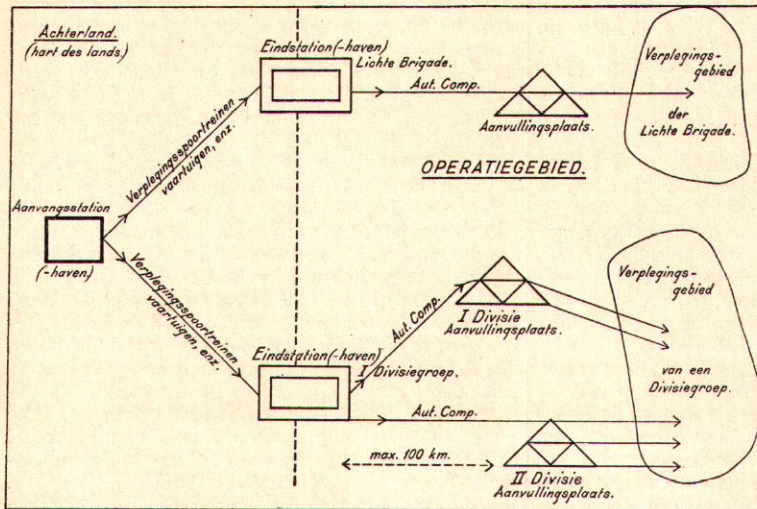 Achterland.
(hart des lands.)
Eindstation(-haven)
Lichte Brigade.
Aut. Comp.
Aanvullingsplaats.
Verplegings-
gebied
der
Lichte Brigade.
Verplegingsspoortreinen
vaartuigen, enz.
OPERATIEGEBIED.
Aanvangsstation
(-haven.)
Verplegingsspoortreinen
vaartuigen, enz.
Eindstation(-haven)
I Divisiegroep.
Aut. Comp.
I Divisie
Aanvullingsplaats.
Verplegings-
gebied
van een
Divisiegroep.
Aut. Comp.
max. 100 km.
II Divisie
Aanvullingsplaats.